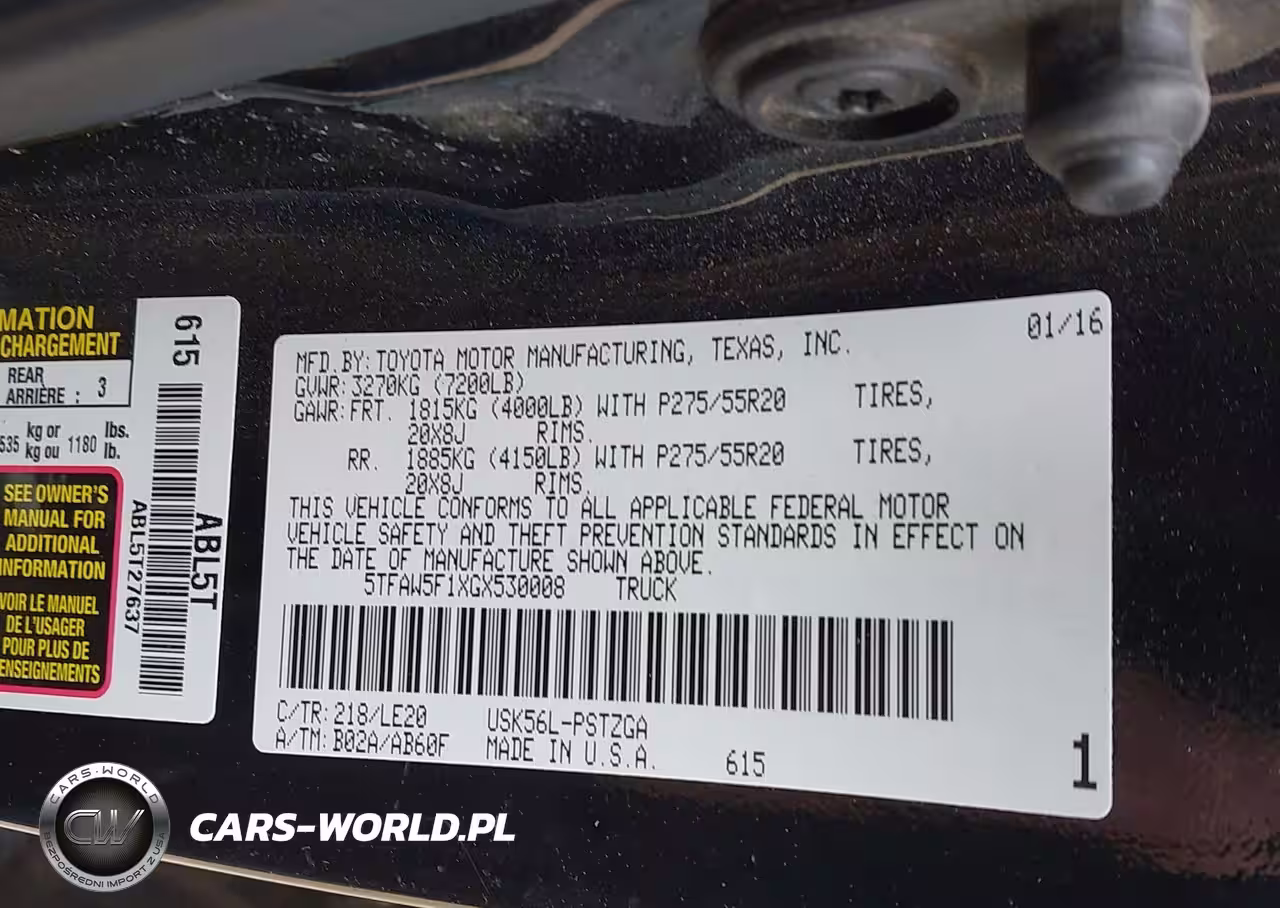 MATION
CHARGEMENT
REAR
ARRIÈRE : 3
535 kg or
kg ou 1180 lbs.
lb.
SEE OWNER'S
MANUAL FOR
ADDITIONAL
INFORMATION
VOIR LE MANUEL
DE L'USAGER
POUR PLUS DE
ENSEIGNEMENTS
615
ABL5T
ABL5T27637
01/16
MFD.BY:TOYOTA MOTOR MANUFACTURING, TEXAS, INC.
GVWR:3270KG (7200LB)
GAWR:FRT. 1815KG (4000LB) WITH P275/55R20 TIRES,
20X8J RIMS.
RR. 1885KG (4150LB) WITH P275/55R20 TIRES,
20X8J RIMS.
THIS VEHICLE CONFORMS TO ALL APPLICABLE FEDERAL MOTOR
VEHICLE SAFETY AND THEFT PREVENTION STANDARDS IN EFFECT ON
THE DATE OF MANUFACTURE SHOWN ABOVE.
5TFAW5F1XGX530008 TRUCK
C/TR:218/LE20 USK56L-PSTZGA
A/TM:B02A/AB60F MADE IN U.S.A. 615
1
CARS-WORLD
CW
BEZPOŚREDNI IMPORT Z USA
CARS-WORLD.PL